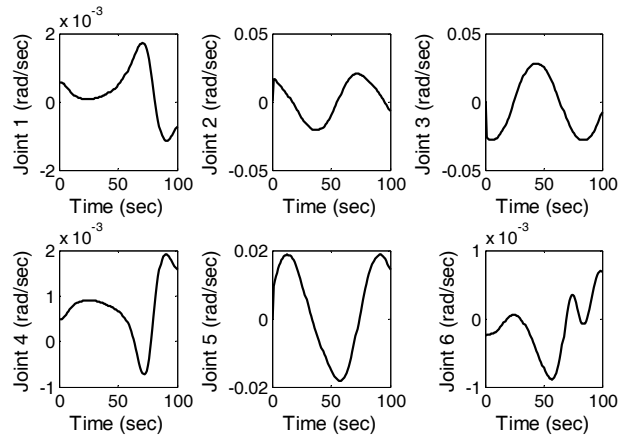 x 10⁻³
2
0
-2
Joint 1 (rad/sec)
0 50 100
Time (sec)
0.05
0
-0.05
Joint 2 (rad/sec)
0 50 100
Time (sec)
0.05
0
-0.05
Joint 3 (rad/sec)
0 50 100
Time (sec)
x 10⁻³
2
1
0
-1
Joint 4 (rad/sec)
0 50 100
Time (sec)
0.02
0
-0.02
Joint 5 (rad/sec)
0 50 100
Time (sec)
x 10⁻³
1
0
-1
Joint 6 (rad/sec)
0 50 100
Time (sec)